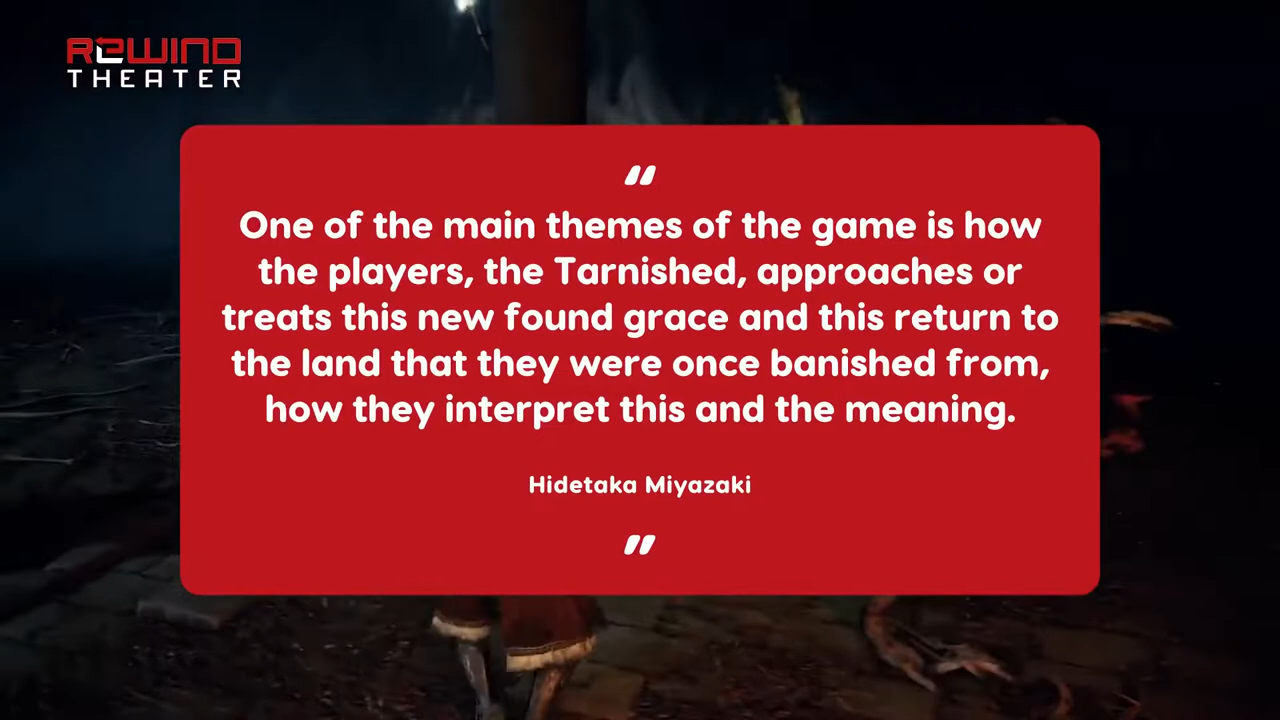 REWIND
THEATER
"
One of the main themes of the game is how
the players, the Tarnished, approaches or
treats this new found grace and this return to
the land that they were once banished from,
how they interpret this and the meaning.
Hidetaka Miyazaki
"